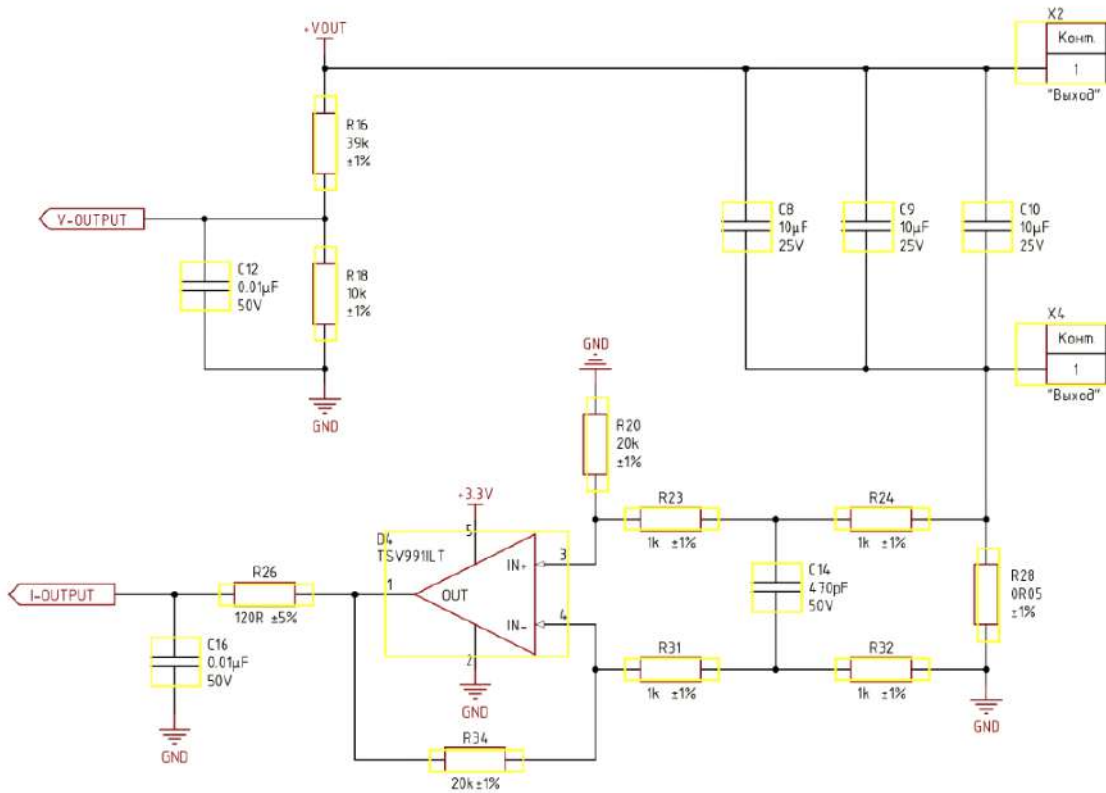 X2
Конт.
1
"Выход"
+VOUT
R16
39k
±1%
V-OUTPUT
C8
10µF
25V
C9
10µF
25V
C10
10µF
25V
C12
0.01µF
50V
R18
10k
±1%
GND
X4
Конт
1
"Выход"
GND
R20
20k
±1%
+3.3V
R23
1k ±1%
R24
1k ±1%
D4
TSV991ILT
5
3
IN+
1
OUT
4
IN-
2
GND
C14
470pF
50V
R28
0R05
±1%
I-OUTPUT
R26
120R ±5%
C16
0.01µF
50V
GND
R31
1k ±1%
R32
1k ±1%
GND
R34
20k±1%